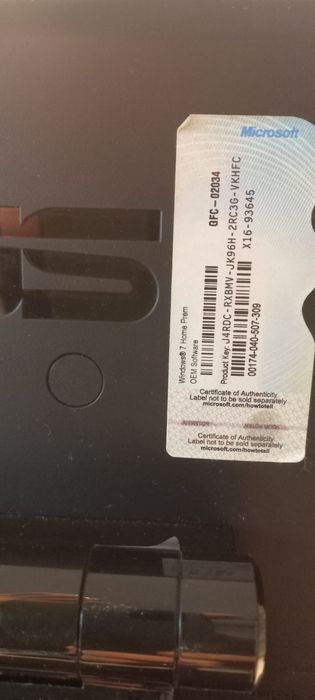 Microsoft
GFC-02034
Windows® 7 Home Prem
OEM Software
Product Key: J4RDC-RXBMV-JK96H-2RC3G-VKHFC
X16-93645
00174-040-507-309
Certificate of Authenticity
Label not to be sold separately
microsoft.com/howtotell
Certificate of Authenticity
Label not to be sold separately
microsoft.com/howtotell